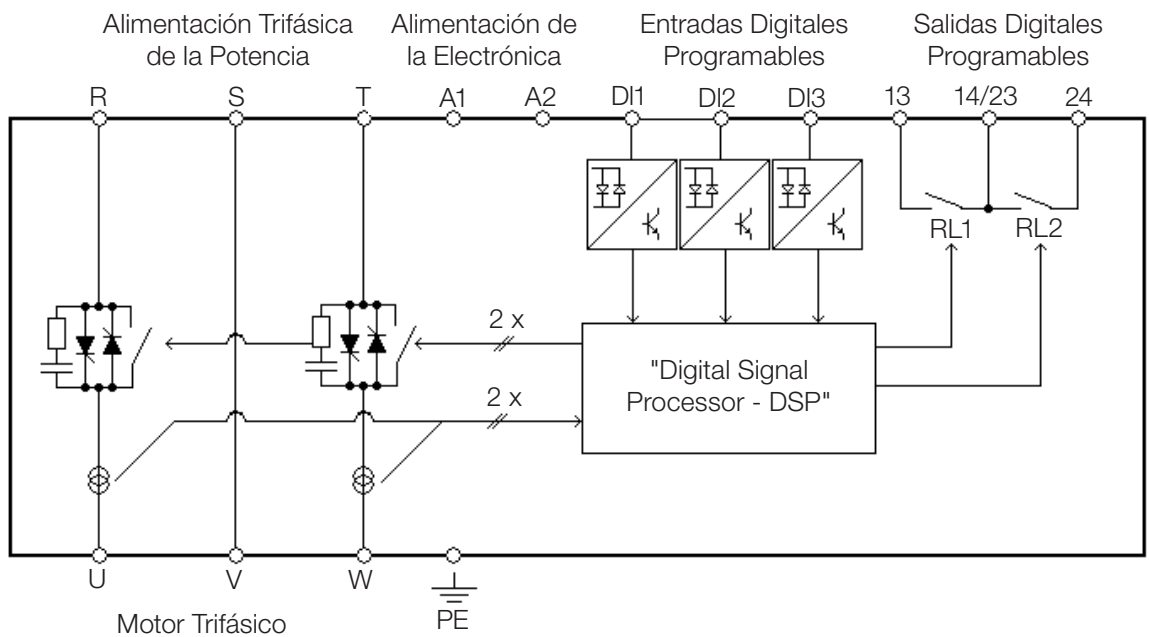 Alimentación Trifásica
de la Potencia
Alimentación de
la Electrónica
Entradas Digitales
Programables
Salidas Digitales
Programables
R S T A1 A2 DI1 DI2 DI3 13 14/23 24
RL1 RL2
2 x
"Digital Signal
Processor - DSP"
2 x
U V W
PE
Motor Trifásico